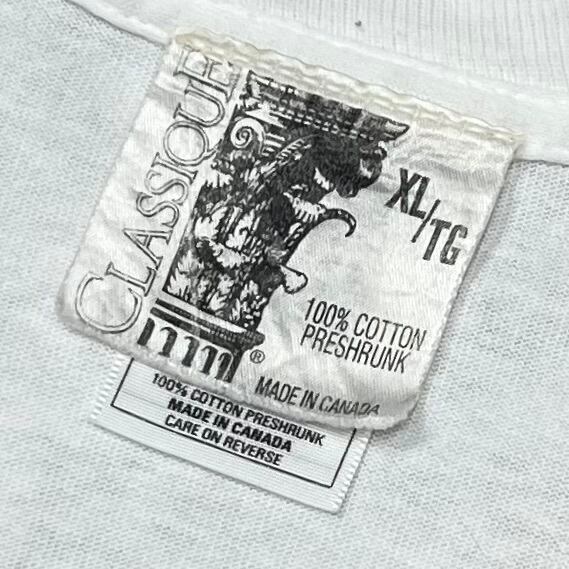 CLASSIQUE
XL/TG
100% COTTON
PRESHRUNK
®
MADE IN CANADA
100% COTTON PRESHRUNK
MADE IN CANADA
CARE ON REVERSE